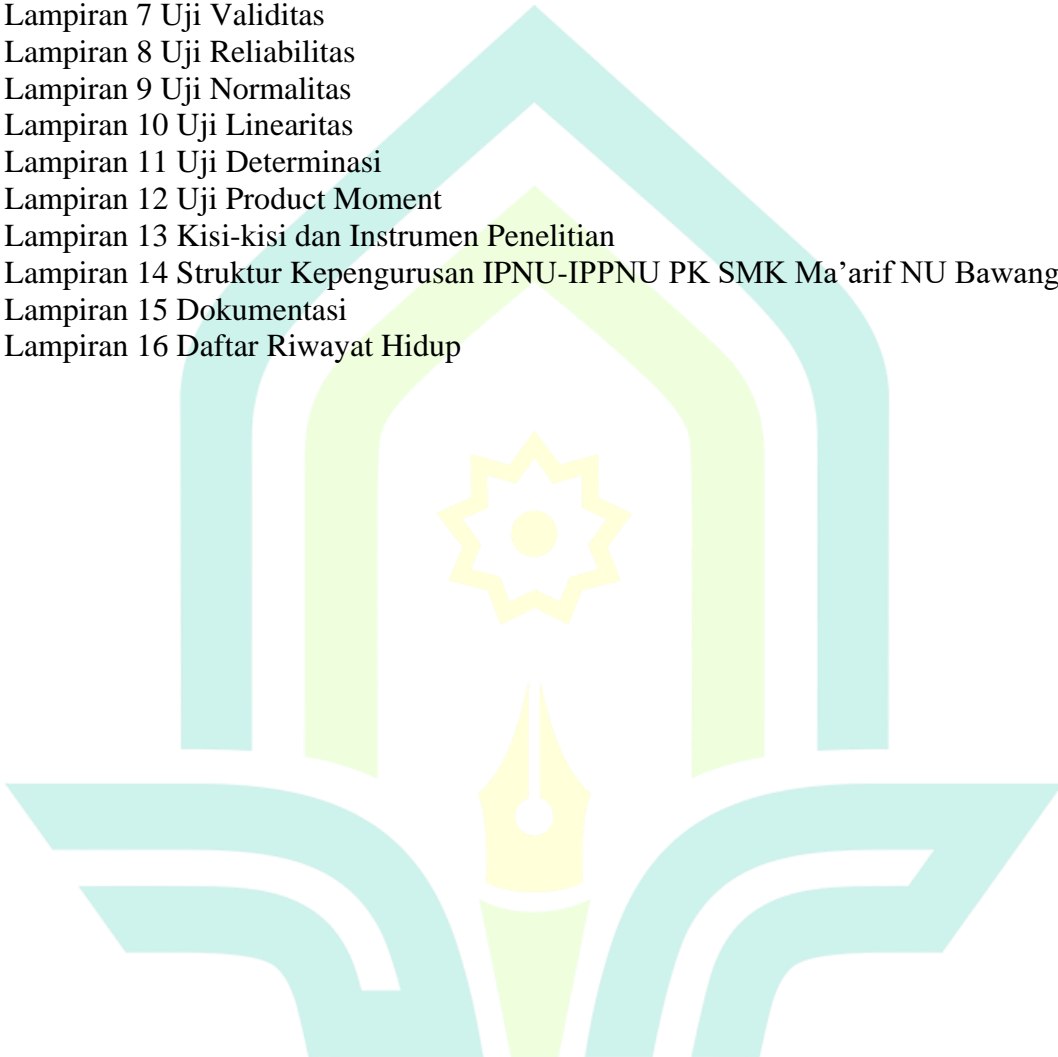 Lampiran 7 Uji Validitas
Lampiran 8 Uji Reliabilitas
Lampiran 9 Uji Normalitas
Lampiran 10 Uji Linearitas
Lampiran 11 Uji Determinasi
Lampiran 12 Uji Product Moment
Lampiran 13 Kisi-kisi dan Instrumen Penelitian
Lampiran 14 Struktur Kepengurusan IPNU-IPPNU PK SMK Ma’arif NU Bawang
Lampiran 15 Dokumentasi
Lampiran 16 Daftar Riwayat Hidup